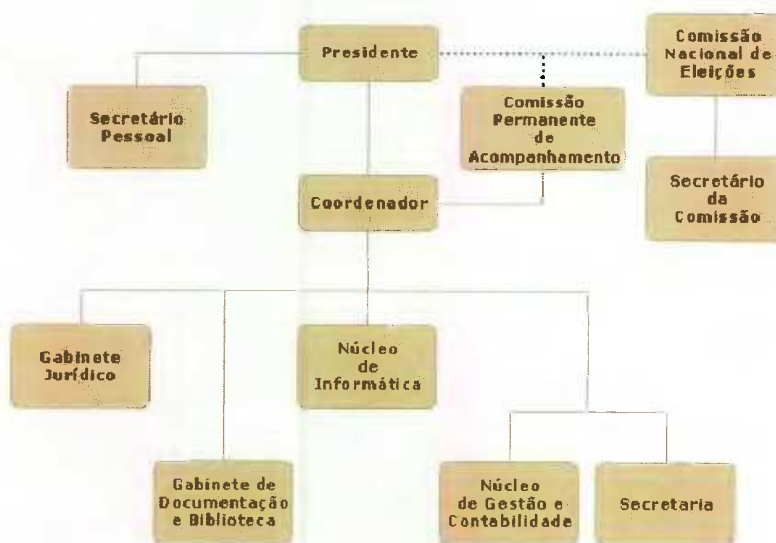 Presidente
Comissão
Nacional de
Eleições
Secretário
Pessoal
Comissão
Permanente
de
Acompanhamento
Coordenador
Secretário
da
Comissão
Gabinete
Jurídico
Núcleo
de
Informática
Gabinete de
Documentação
e Biblioteca
Núcleo
de Gestão e
Contabilidade
Secretaria